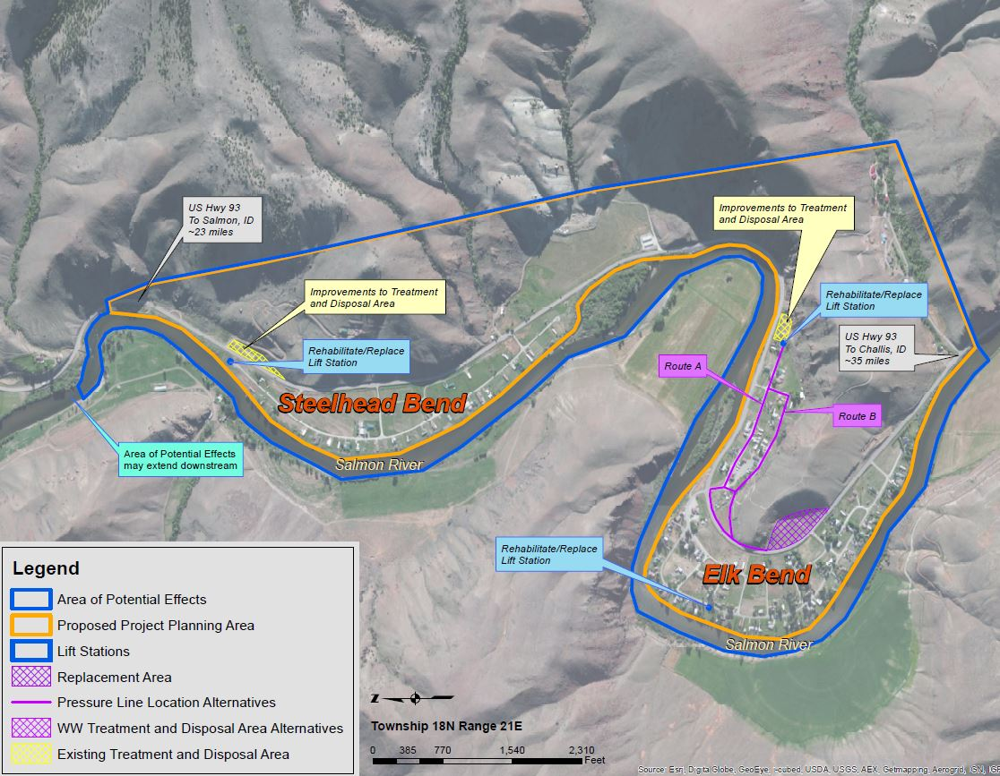 US Hwy 93
To Salmon, ID
~23 miles
Improvements to Treatment
and Disposal Area
Improvements to Treatment
and Disposal Area
Rehabilitate/Replace
Lift Station
Rehabilitate/Replace
Lift Station
US Hwy 93
To Challis, ID
~35 miles
Route A
Route B
Steelhead Bend
Area of Potential Effects
may extend downstream
Salmon River
Rehabilitate/Replace
Lift Station
Elk Bend
Salmon River
Legend
Area of Potential Effects
Proposed Project Planning Area
Lift Stations
Replacement Area
Pressure Line Location Alternatives
WW Treatment and Disposal Area Alternatives
Existing Treatment and Disposal Area
Z
Township 18N Range 21E
0 385 770 1,540 2,310
Feet
Source: Esri, Digital Globe, GeoEye, i-cubed, USDA, USGS, AEX, Getmapping, Aerogrid, IGN, IGP